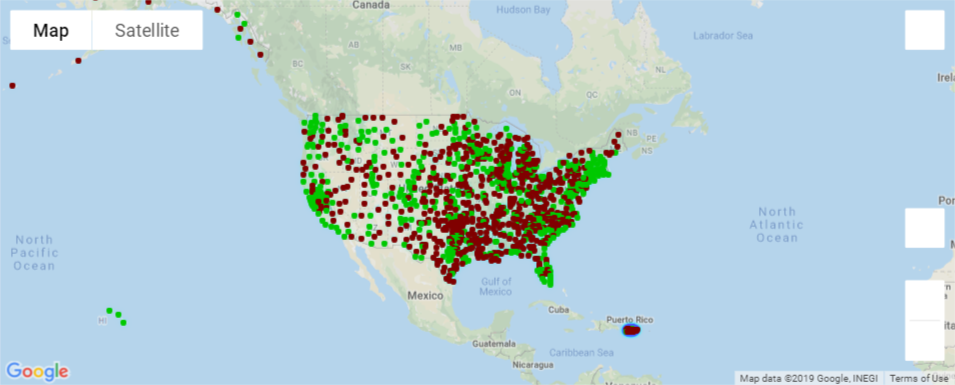 Canada
Hudson Bay
Map
Satellite
Labrador Sea
AB
MB
BC
SK
NL
ON
QC
NB
PE
NS
North
Pacific
Ocean
North
Atlantic
Ocean
Gulf of
Mexico
Mexico
Cuba
Puerto Rico
HI
Guatemala
Caribbean Sea
Nicaragua
Google
Map data ©2019 Google, INEGI
Terms of Use